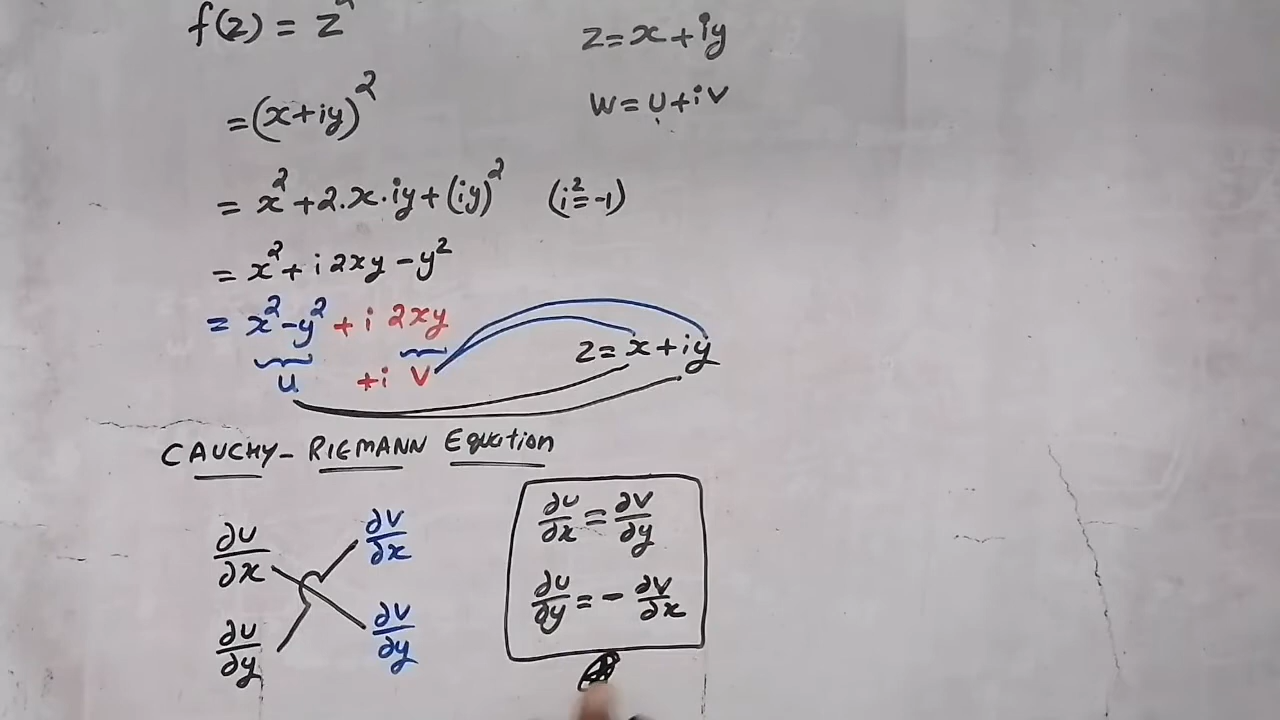 f(z) = z²
z = x + iy
= (x+iy)²
w = u + iv
= x² + 2.x.iy + (iy)² (i² = -1)
= x² + i 2xy - y²
= x² - y² + i 2xy
z = x + iy
u + i v
CAUCHY - RIEMANN Equation
∂u/∂x ∂v/∂x
∂u/∂y ∂v/∂y
∂u/∂x = ∂v/∂y
∂u/∂y = - ∂v/∂x